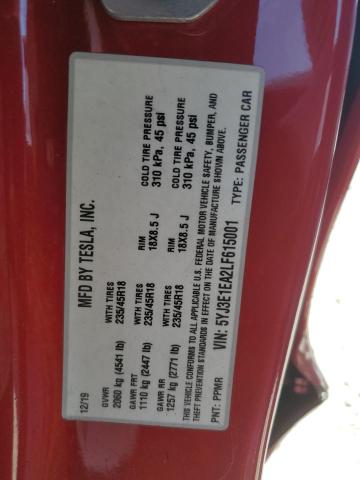 MFD BY TESLA, INC.
12/19
GVWR
2060 kg (4541 lb)
GAWR FRT WITH TIRES RIM COLD TIRE PRESSURE
1110 kg (2447 lb) 235/45R18 18X8.5 J 310 kPa, 45 psi
GAWR RR WITH TIRES RIM COLD TIRE PRESSURE
1257 kg (2771 lb) 235/45R18 18X8.5 J 310 kPa, 45 psi
THIS VEHICLE CONFORMS TO ALL APPLICABLE U.S. FEDERAL MOTOR VEHICLE SAFETY, BUMPER, AND
THEFT PREVENTION STANDARDS IN EFFECT ON THE DATE OF MANUFACTURE SHOWN ABOVE.
VIN: 5YJ3E1EA2LF615001
PNT: PPMR TYPE: PASSENGER CAR